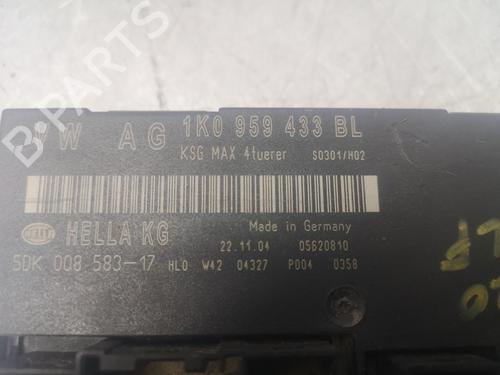 VW AG 1K0 959 433 BL
KSG MAX 4tuerer S0301/H02
Made in Germany
HELLA HELLA KG
22.11.04 05620810
5DK 008 583-17 HL0 W42 04327 P004 0358